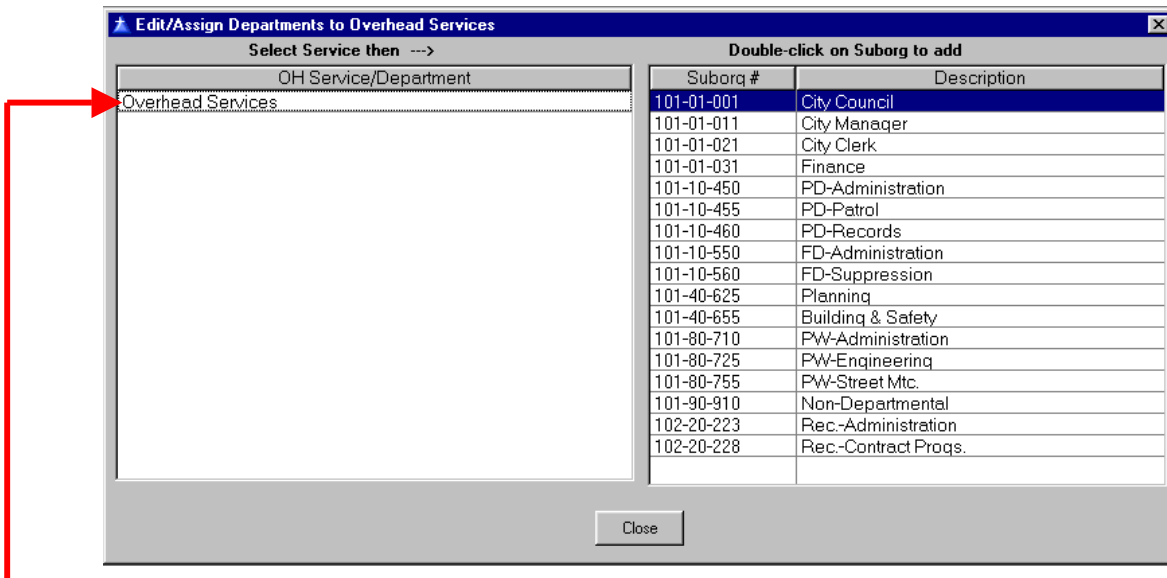 Edit/Assign Departments to Overhead Services
Select Service then ---> Double-click on Suborg to add
OH Service/Department Suborg # Description
Overhead Services 101-01-001 City Council
101-01-011 City Manager
101-01-021 City Clerk
101-01-031 Finance
101-10-450 PD-Administration
101-10-455 PD-Patrol
101-10-460 PD-Records
101-10-550 FD-Administration
101-10-560 FD-Suppression
101-40-625 Planning
101-40-655 Building & Safety
101-80-710 PW-Administration
101-80-725 PW-Engineering
101-80-755 PW-Street Mtc.
101-90-910 Non-Departmental
102-20-223 Rec.-Administration
102-20-228 Rec.-Contract Progs.
Close